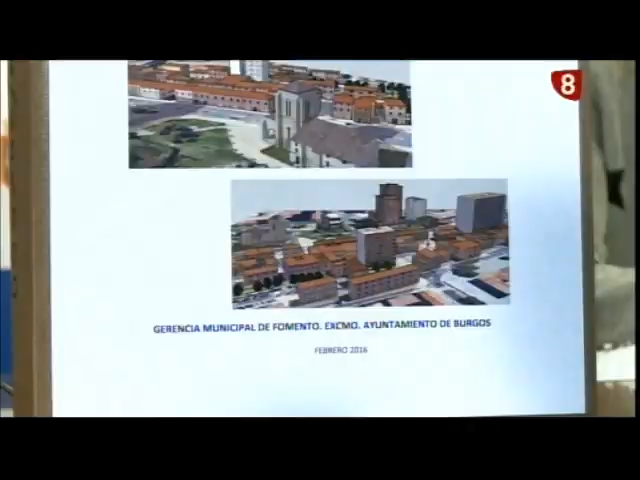 8
GERENCIA MUNICIPAL DE FOMENTO. EXCMO. AYUNTAMIENTO DE BURGOS
FEBRERO 2016